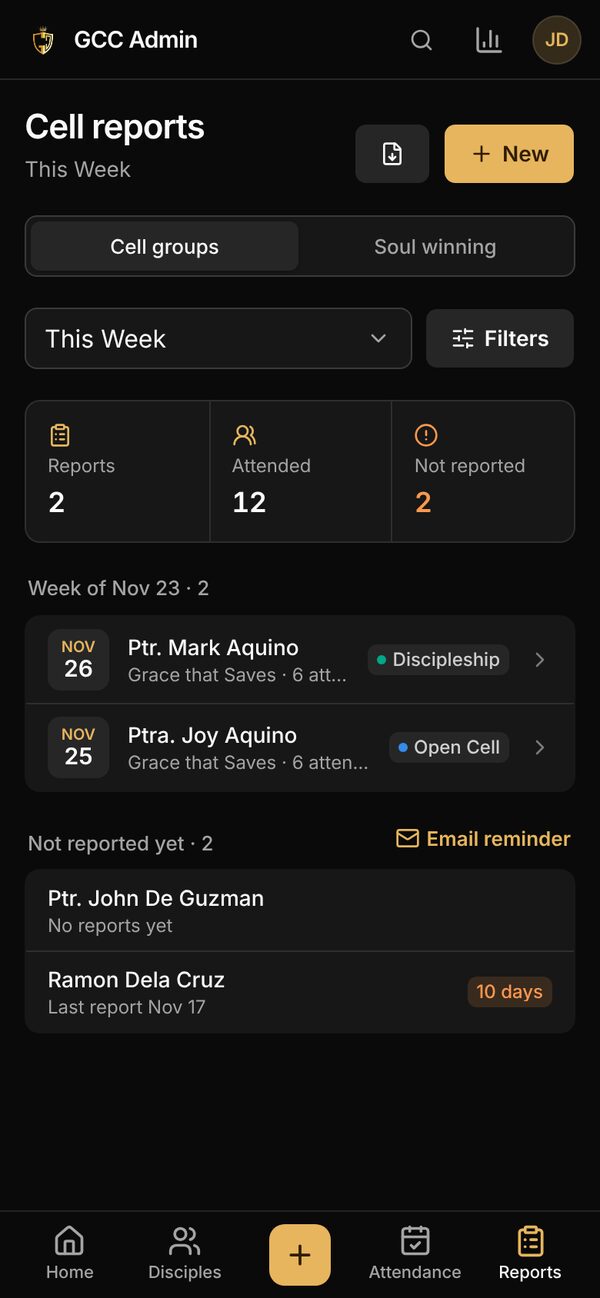 GCC Admin
JD
Cell reports
This Week
New
Cell groups
Soul winning
This Week
Filters
Reports
2
Attended
12
Not reported
2
Week of Nov 23 · 2
NOV
26
Ptr. Mark Aquino
Grace that Saves · 6 att...
Discipleship
NOV
25
Ptra. Joy Aquino
Grace that Saves · 6 atten...
Open Cell
Not reported yet · 2
Email reminder
Ptr. John De Guzman
No reports yet
Ramon Dela Cruz
Last report Nov 17
10 days
Home
Disciples
Attendance
Reports